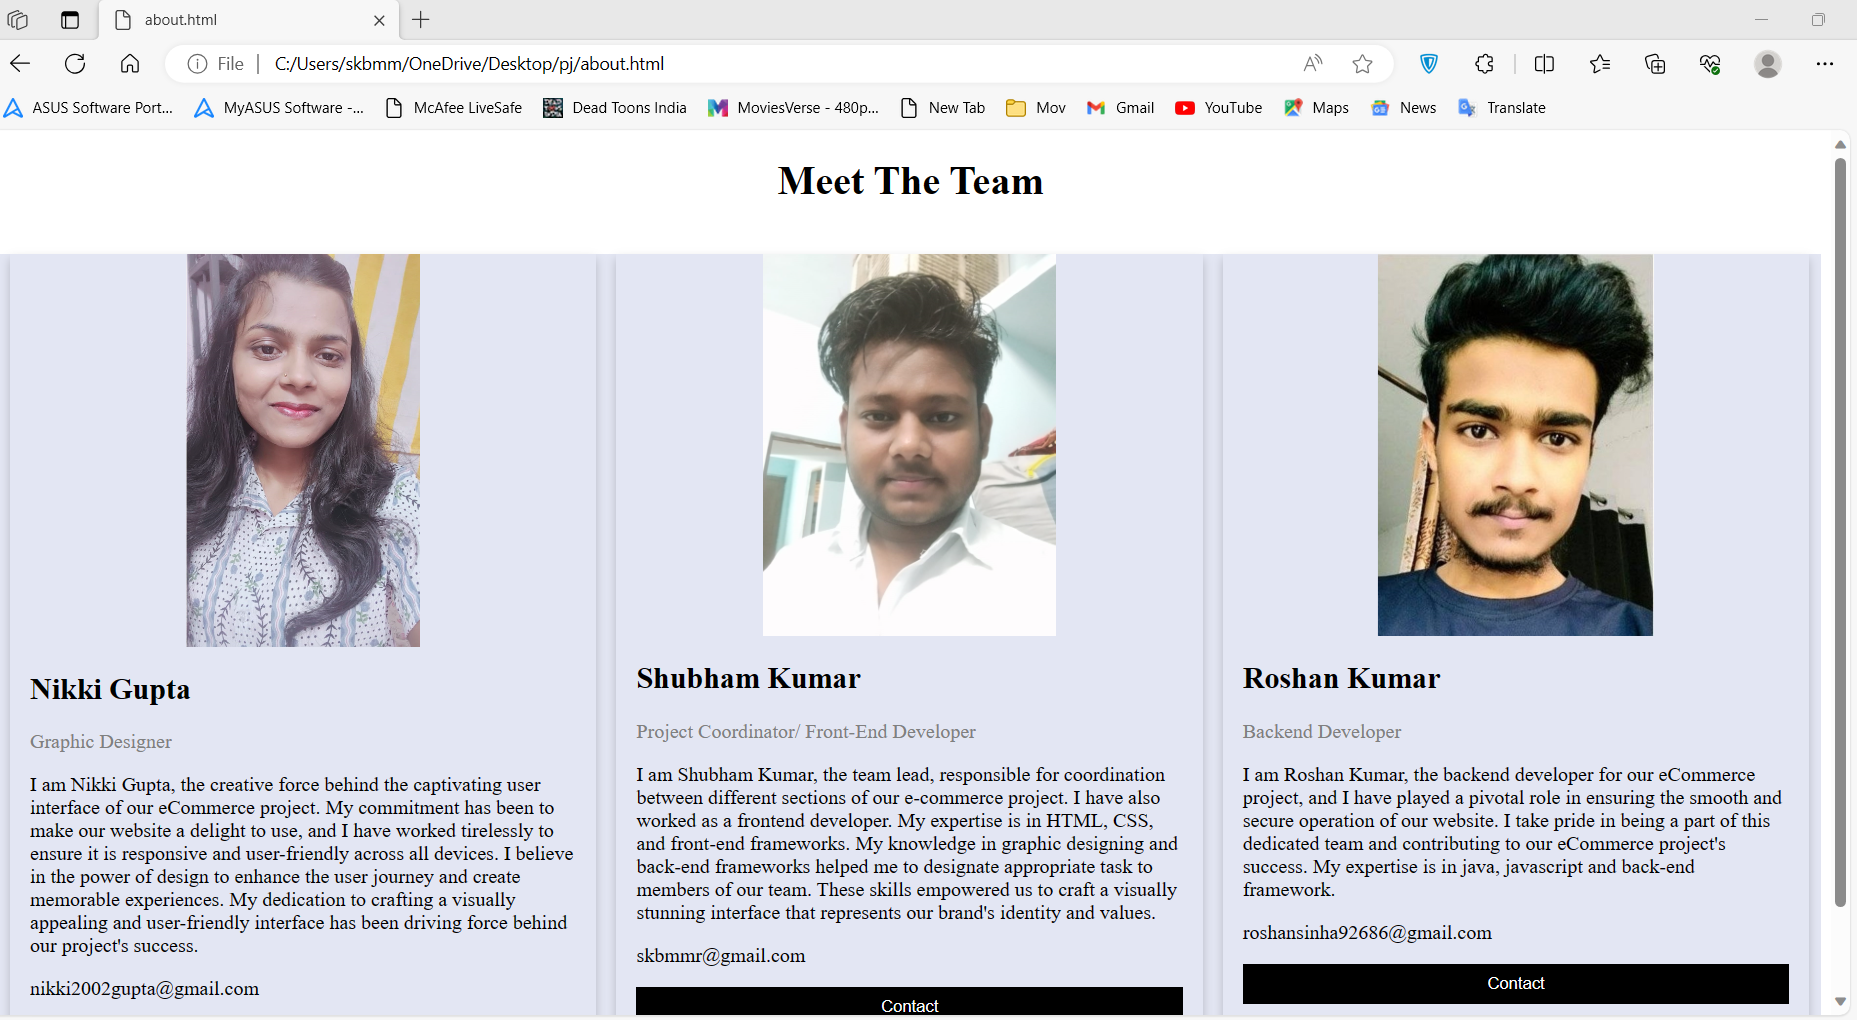 about.html
File
C:/Users/skbmm/OneDrive/Desktop/pj/about.html
ASUS Software Port...
MyASUS Software -...
McAfee LiveSafe
Dead Toons India
MoviesVerse - 480p...
New Tab
Mov
Gmail
YouTube
Maps
News
Translate
Meet The Team
Nikki Gupta
Graphic Designer
I am Nikki Gupta, the creative force behind the captivating user
interface of our eCommerce project. My commitment has been to
make our website a delight to use, and I have worked tirelessly to
ensure it is responsive and user-friendly across all devices. I believe
in the power of design to enhance the user journey and create
memorable experiences. My dedication to crafting a visually
appealing and user-friendly interface has been driving force behind
our project's success.
nikki2002gupta@gmail.com
Shubham Kumar
Project Coordinator/ Front-End Developer
I am Shubham Kumar, the team lead, responsible for coordination
between different sections of our e-commerce project. I have also
worked as a frontend developer. My expertise is in HTML, CSS,
and front-end frameworks. My knowledge in graphic designing and
back-end frameworks helped me to designate appropriate task to
members of our team. These skills empowered us to craft a visually
stunning interface that represents our brand's identity and values.
skbmmr@gmail.com
Contact
Roshan Kumar
Backend Developer
I am Roshan Kumar, the backend developer for our eCommerce
project, and I have played a pivotal role in ensuring the smooth and
secure operation of our website. I take pride in being a part of this
dedicated team and contributing to our eCommerce project's
success. My expertise is in java, javascript and back-end
framework.
roshansinha92686@gmail.com
Contact